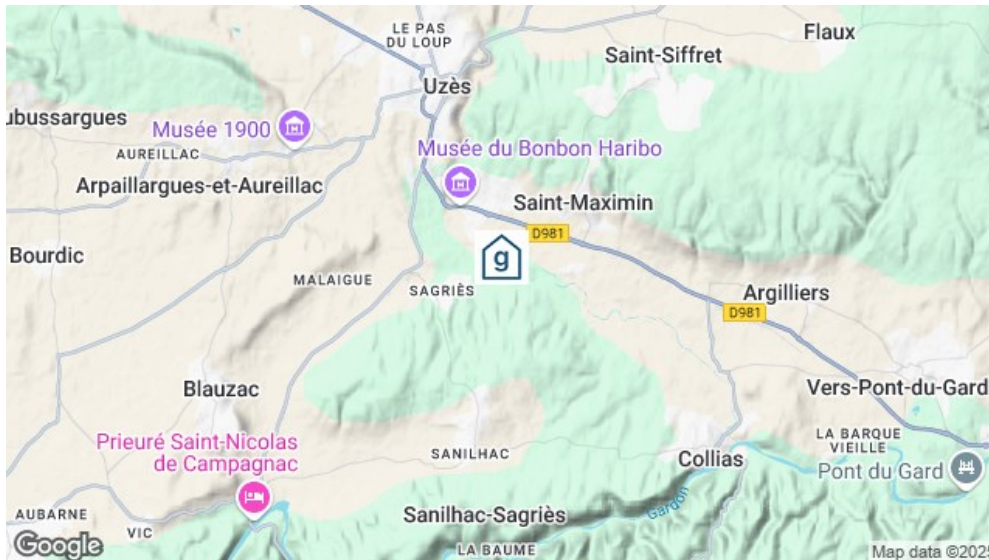 LE PAS
DU LOUP
Flaux
Saint-Siffret
Uzès
ubussargues
Musée 1900
AUREILLAC
Musée du Bonbon Haribo
Arpaillargues-et-Aureillac
Saint-Maximin
D981
Bourdic
g
MALAIGUE
SAGRIÈS
Argilliers
D981
Blauzac
Vers-Pont-du-Gard
Prieuré Saint-Nicolas
de Campagnac
SANILHAC
LA BARQUE
VIEILLE
Collias
Pont du Gard
AUBARNE
VIC
Sanilhac-Sagriès
Gardon
LA BAUME
Google
Map data ©202